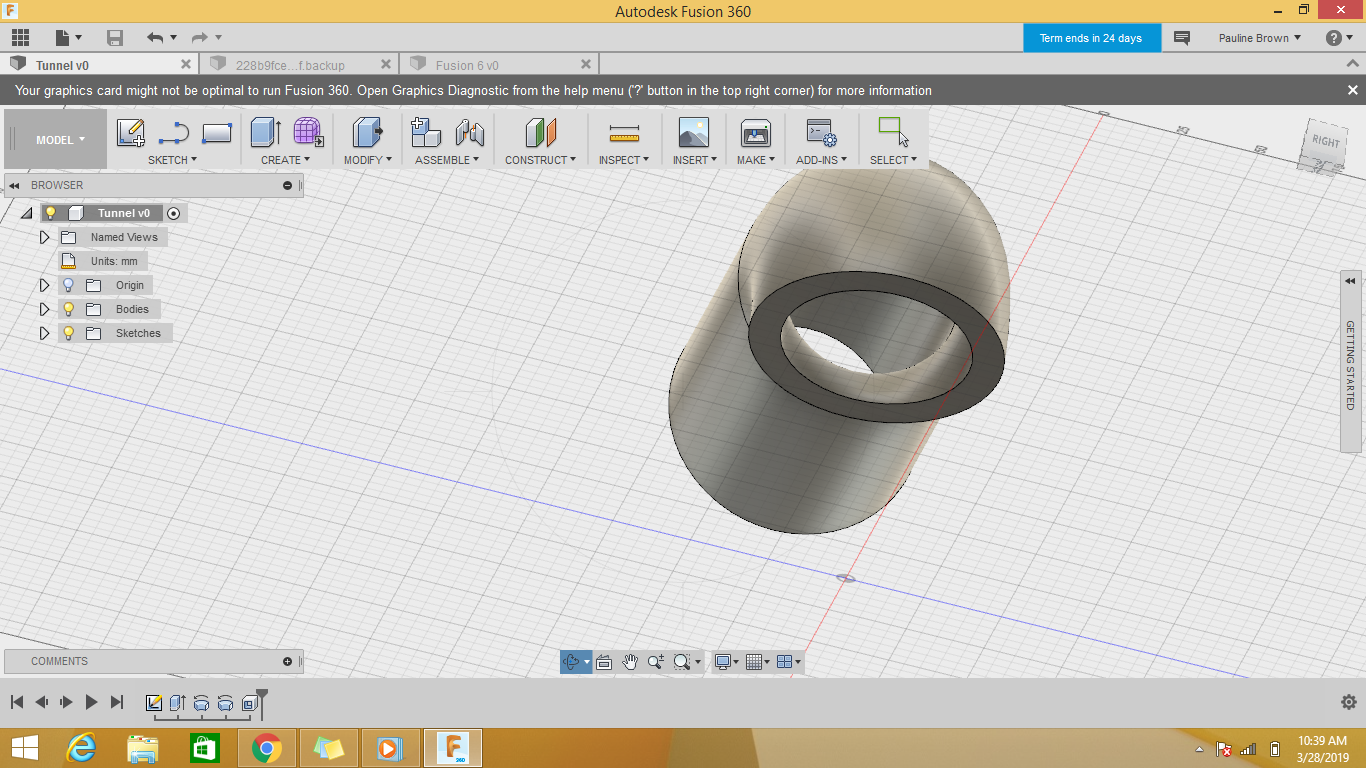 Autodesk Fusion 360
Term ends in 24 days
Pauline Brown
Tunnel v0
228b9fce...f.backup
Fusion 6 v0
Your graphics card might not be optimal to run Fusion 360. Open Graphics Diagnostic from the help menu ('?' button in the top right corner) for more information
MODEL
SKETCH
CREATE
MODIFY
ASSEMBLE
CONSTRUCT
INSPECT
INSERT
MAKE
ADD-INS
SELECT
RIGHT
BROWSER
Tunnel v0
Named Views
Units: mm
Origin
Bodies
Sketches
GETTING STARTED
COMMENTS
10:39 AM
3/28/2019